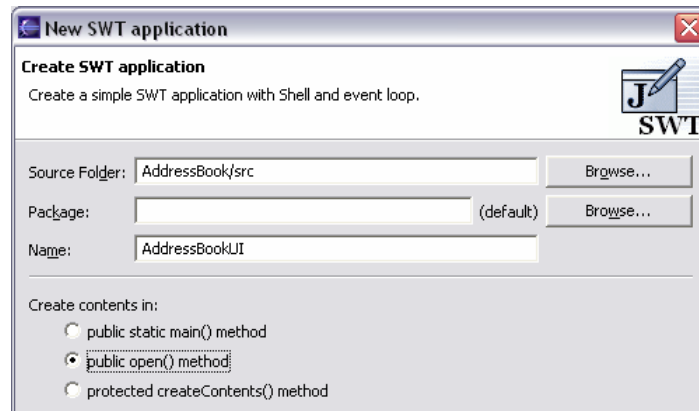 New SWT application
Create SWT application
Create a simple SWT application with Shell and event loop.
J
SWT
Source Folder: AddressBook/src Browse...
Package: (default) Browse...
Name: AddressBookUI
Create contents in:
public static main() method
public open() method
protected createContents() method